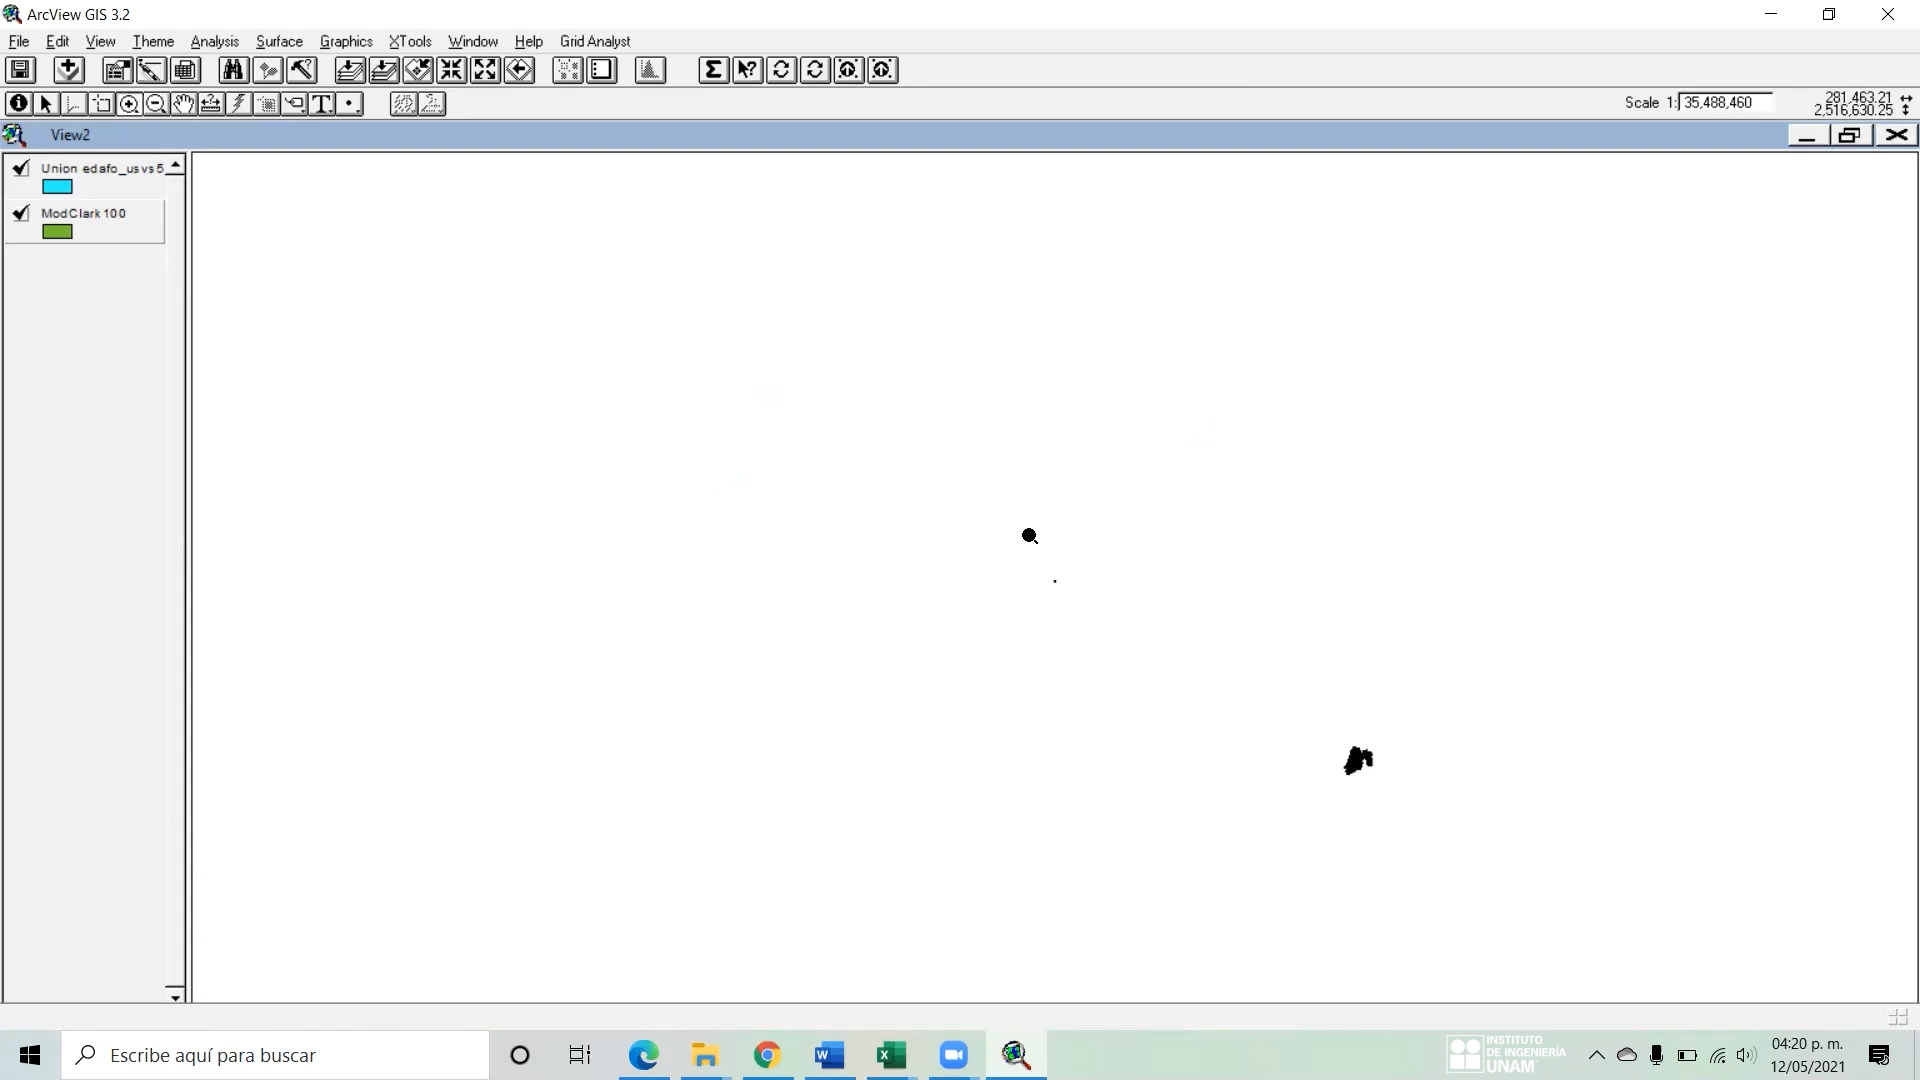 ArcView GIS 3.2
File Edit View Theme Analysis Surface Graphics XTools Window Help Grid Analyst
Scale 1: 35,488,460
281,463.21
2,516,630.25
View2
Union edafo_usvs5
ModClark100
Escribe aquí para buscar
INSTITUTO
DE INGENIERÍA
UNAM
04:20 p. m.
12/05/2021